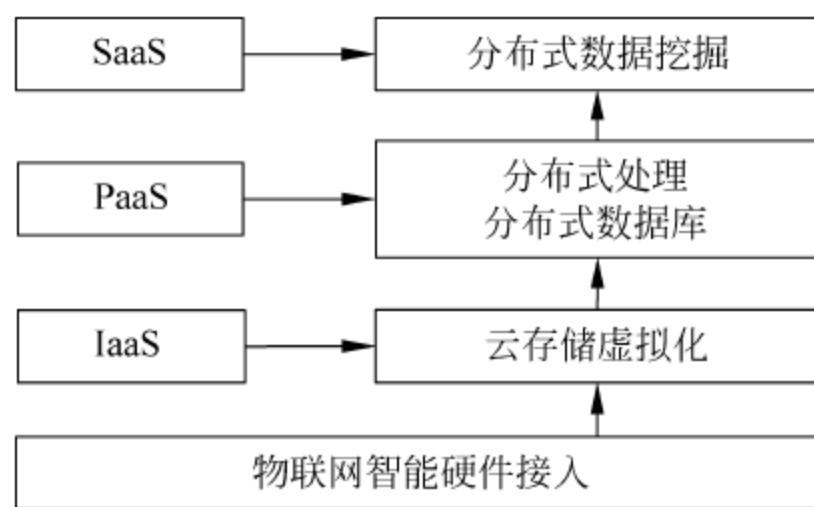 SaaS
分布式数据挖掘
PaaS
分布式处理
分布式数据库
IaaS
云存储虚拟化
物联网智能硬件接入